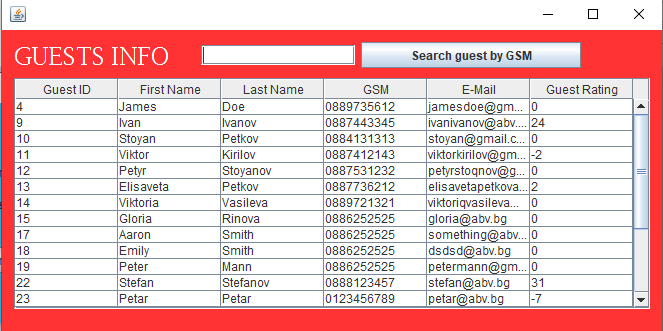 GUESTS INFO Search guest by GSM
Guest ID First Name Last Name GSM E-Mail Guest Rating
4 James Doe 0889735612 jamesdoe@gm... 0
9 Ivan Ivanov 0887443345 ivanivanov@abv.... 24
10 Stoyan Petkov 0884131313 stoyan@gmail.c... 0
11 Viktor Kirilov 0887412143 viktorkirilov@gm... -2
12 Petyr Stoyanov 0887531232 petyrstoqnov@g... 0
13 Elisaveta Petkov 0887736212 elisavetapetkova... 2
14 Viktoria Vasileva 0889721321 viktoriqvasileva... 0
15 Gloria Rinova 0886252525 gloria@abv.bg 0
17 Aaron Smith 0886252525 something@abv... 0
18 Emily Smith 0886252525 dsdsd@abv.bg 0
19 Peter Mann 0886252525 petermann@gm... 0
22 Stefan Stefanov 0888123457 stefan@abv.bg 31
23 Petar Petar 0123456789 petar@abv.bg -7